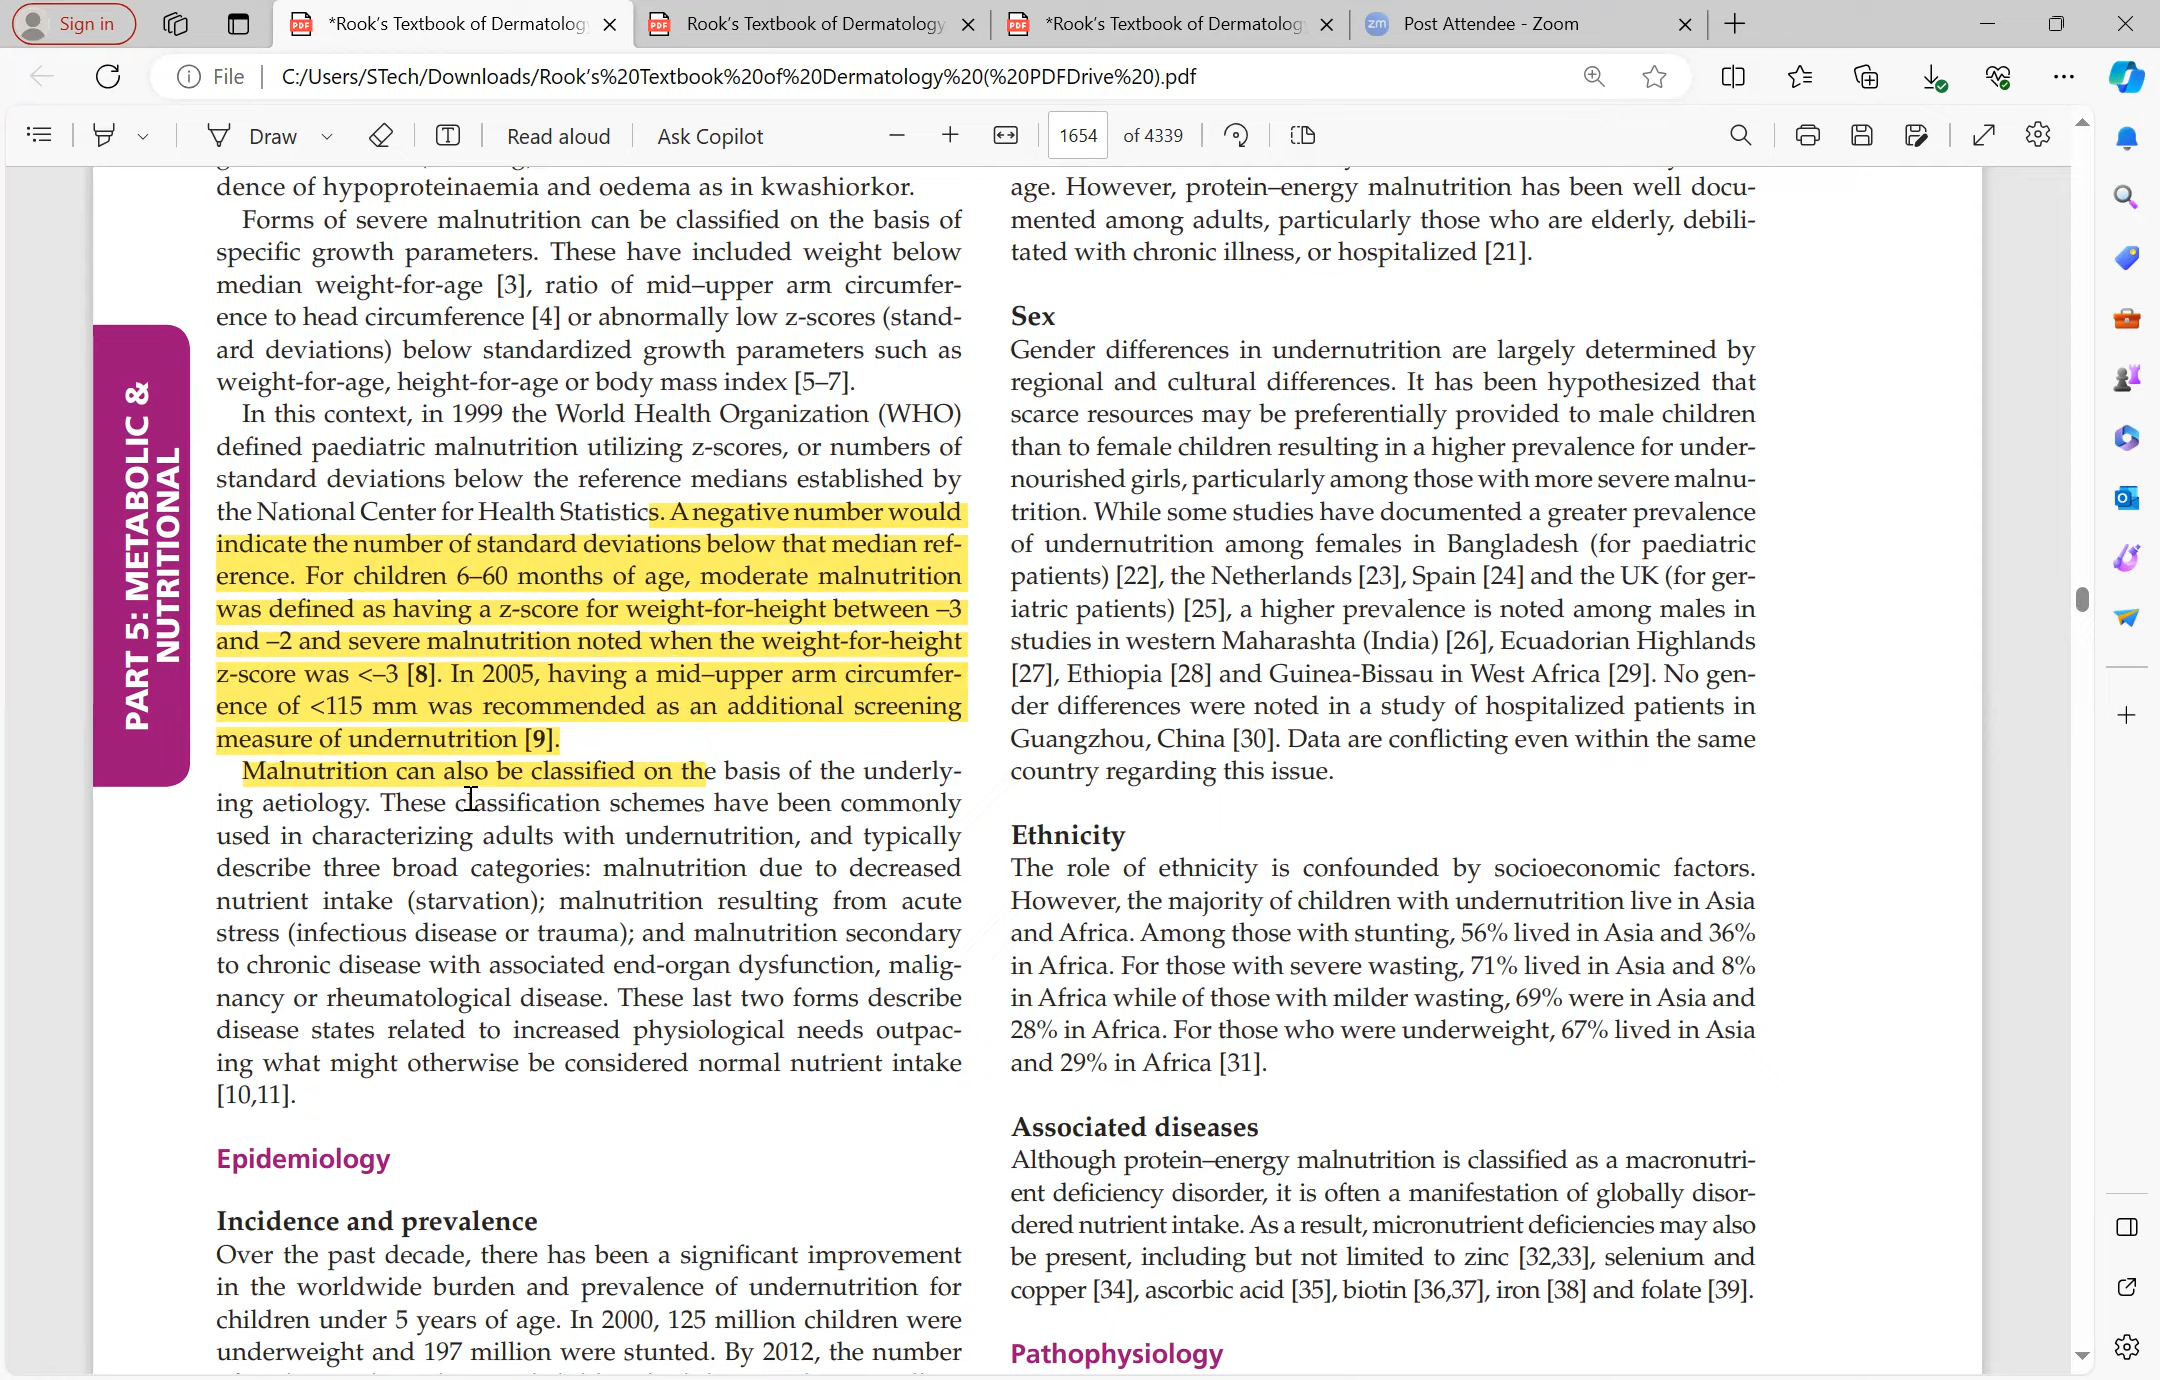 Sign in
*Rook's Textbook of Dermatolog
Rook's Textbook of Dermatology
*Rook's Textbook of Dermatolog
zm Post Attendee - Zoom
File
C:/Users/STech/Downloads/Rook's%20Textbook%20of%20Dermatology%20(%20PDFDrive%20).pdf
Draw
Read aloud
Ask Copilot
1654 of 4339
PART 5: METABOLIC &
NUTRITIONAL
dence of hypoproteinaemia and oedema as in kwashiorkor.
Forms of severe malnutrition can be classified on the basis of
specific growth parameters. These have included weight below
median weight-for-age [3], ratio of mid–upper arm circumfer-
ence to head circumference [4] or abnormally low z-scores (stand-
ard deviations) below standardized growth parameters such as
weight-for-age, height-for-age or body mass index [5–7].
In this context, in 1999 the World Health Organization (WHO)
defined paediatric malnutrition utilizing z-scores, or numbers of
standard deviations below the reference medians established by
the National Center for Health Statistics. A negative number would
indicate the number of standard deviations below that median ref-
erence. For children 6–60 months of age, moderate malnutrition
was defined as having a z-score for weight-for-height between –3
and –2 and severe malnutrition noted when the weight-for-height
z-score was <–3 [8]. In 2005, having a mid–upper arm circumfer-
ence of <115 mm was recommended as an additional screening
measure of undernutrition [9].
Malnutrition can also be classified on the basis of the underly-
ing aetiology. These classification schemes have been commonly
used in characterizing adults with undernutrition, and typically
describe three broad categories: malnutrition due to decreased
nutrient intake (starvation); malnutrition resulting from acute
stress (infectious disease or trauma); and malnutrition secondary
to chronic disease with associated end-organ dysfunction, malig-
nancy or rheumatological disease. These last two forms describe
disease states related to increased physiological needs outpac-
ing what might otherwise be considered normal nutrient intake
[10,11].
Epidemiology
Incidence and prevalence
Over the past decade, there has been a significant improvement
in the worldwide burden and prevalence of undernutrition for
children under 5 years of age. In 2000, 125 million children were
underweight and 197 million were stunted. By 2012, the number
age. However, protein–energy malnutrition has been well docu-
mented among adults, particularly those who are elderly, debili-
tated with chronic illness, or hospitalized [21].
Sex
Gender differences in undernutrition are largely determined by
regional and cultural differences. It has been hypothesized that
scarce resources may be preferentially provided to male children
than to female children resulting in a higher prevalence for under-
nourished girls, particularly among those with more severe malnu-
trition. While some studies have documented a greater prevalence
of undernutrition among females in Bangladesh (for paediatric
patients) [22], the Netherlands [23], Spain [24] and the UK (for ger-
iatric patients) [25], a higher prevalence is noted among males in
studies in western Maharashta (India) [26], Ecuadorian Highlands
[27], Ethiopia [28] and Guinea-Bissau in West Africa [29]. No gen-
der differences were noted in a study of hospitalized patients in
Guangzhou, China [30]. Data are conflicting even within the same
country regarding this issue.
Ethnicity
The role of ethnicity is confounded by socioeconomic factors.
However, the majority of children with undernutrition live in Asia
and Africa. Among those with stunting, 56% lived in Asia and 36%
in Africa. For those with severe wasting, 71% lived in Asia and 8%
in Africa while of those with milder wasting, 69% were in Asia and
28% in Africa. For those who were underweight, 67% lived in Asia
and 29% in Africa [31].
Associated diseases
Although protein–energy malnutrition is classified as a macronutri-
ent deficiency disorder, it is often a manifestation of globally disor-
dered nutrient intake. As a result, micronutrient deficiencies may also
be present, including but not limited to zinc [32,33], selenium and
copper [34], ascorbic acid [35], biotin [36,37], iron [38] and folate [39].
Pathophysiology